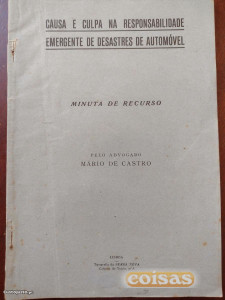 CAUSA E CULPA NA RESPONSABILIDADE
EMERGENTE DE DESASTRES DE AUTOMÓVEL
MINUTA DE RECURSO
PELO ADVOGADO
MÁRIO DE CASTRO
LISBOA
coisas